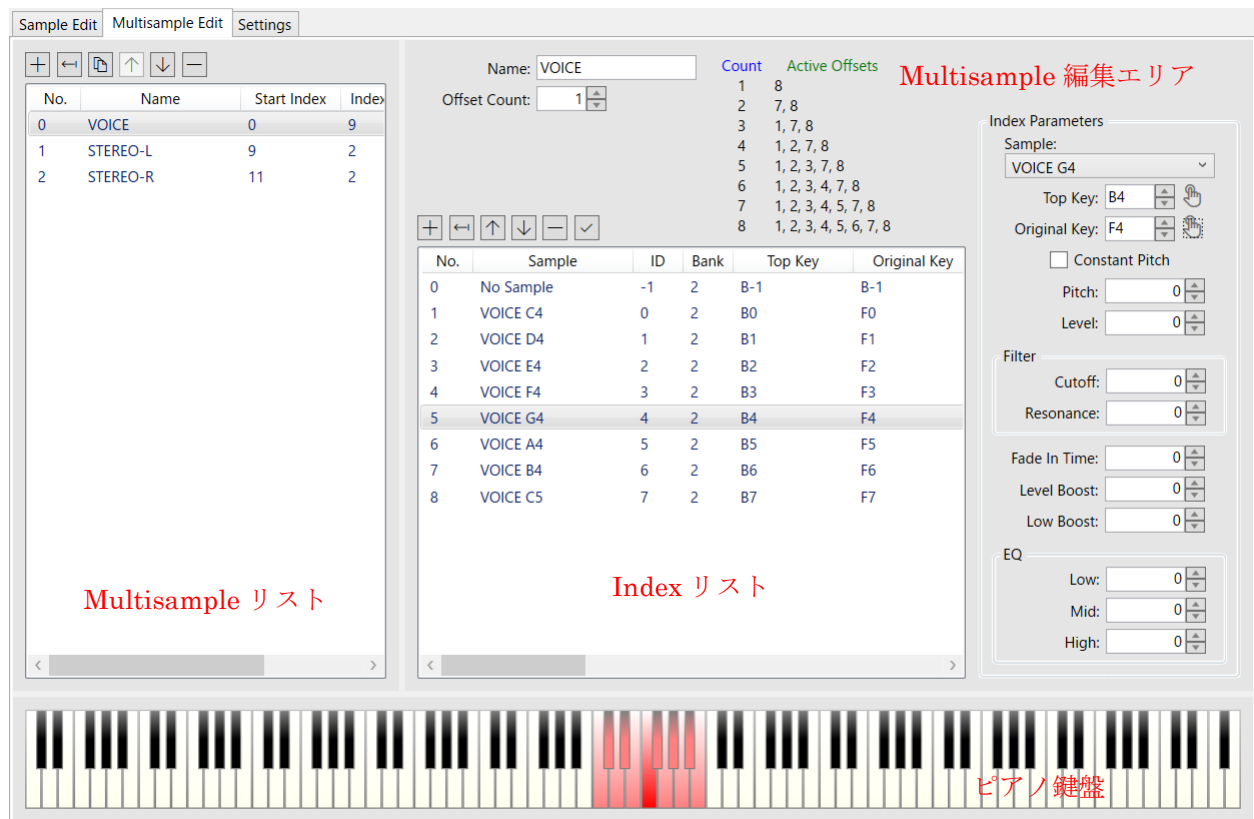 Sample Edit Multisample Edit Settings
Multisample 編集エリア
No. Name Start Index Index
0 VOICE 0 9
1 STEREO-L 9 2
2 STEREO-R 11 2
Multisample リスト
Name: VOICE
Offset Count: 1
Count Active Offsets
1 8
2 7, 8
3 1, 7, 8
4 1, 2, 7, 8
5 1, 2, 3, 7, 8
6 1, 2, 3, 4, 7, 8
7 1, 2, 3, 4, 5, 7, 8
8 1, 2, 3, 4, 5, 6, 7, 8
No. Sample ID Bank Top Key Original Key
0 No Sample -1 2 B-1 B-1
1 VOICE C4 0 2 B0 F0
2 VOICE D4 1 2 B1 F1
3 VOICE E4 2 2 B2 F2
4 VOICE F4 3 2 B3 F3
5 VOICE G4 4 2 B4 F4
6 VOICE A4 5 2 B5 F5
7 VOICE B4 6 2 B6 F6
8 VOICE C5 7 2 B7 F7
Index リスト
Index Parameters
Sample:
VOICE G4
Top Key: B4
Original Key: F4
Constant Pitch
Pitch: 0
Level: 0
Filter
Cutoff: 0
Resonance: 0
Fade In Time: 0
Level Boost: 0
Low Boost: 0
EQ
Low: 0
Mid: 0
High: 0
ピアノ鍵盤